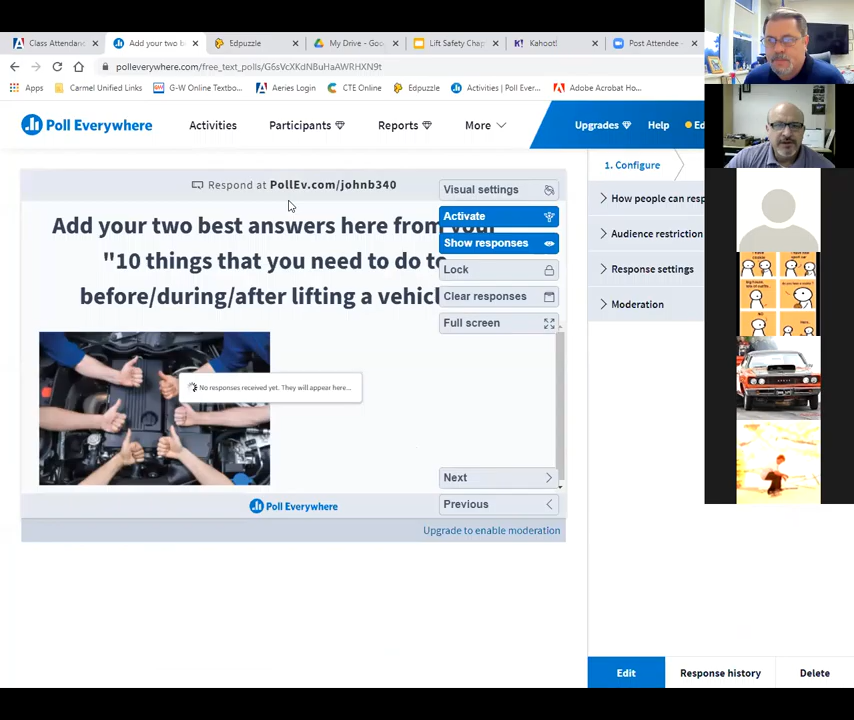 Class Attendanc
Add your two b
Edpuzzle
My Drive - Goo
Lift Safety Chap
Kahoot!
Post Attendee -
polleverywhere.com/free_text_polls/G6sVcXKdNBuHaAWRHXN9t
Apps
Carmel Unified Links
G-W Online Textbo...
Aeries Login
CTE Online
Edpuzzle
Activities | Poll Ever...
Adobe Acrobat Ho...
Poll Everywhere
Activities
Participants
Reports
More
Upgrades
Help
Ed
Respond at PollEv.com/johnb340
Add your two best answers here from your
"10 things that you need to do to
before/during/after lifting a vehicl
No responses received yet. They will appear here...
Visual settings
Activate
Show responses
Lock
Clear responses
Full screen
Next
Previous
Poll Everywhere
Upgrade to enable moderation
1. Configure
How people can resp
Audience restriction
Response settings
Moderation
Edit
Response history
Delete